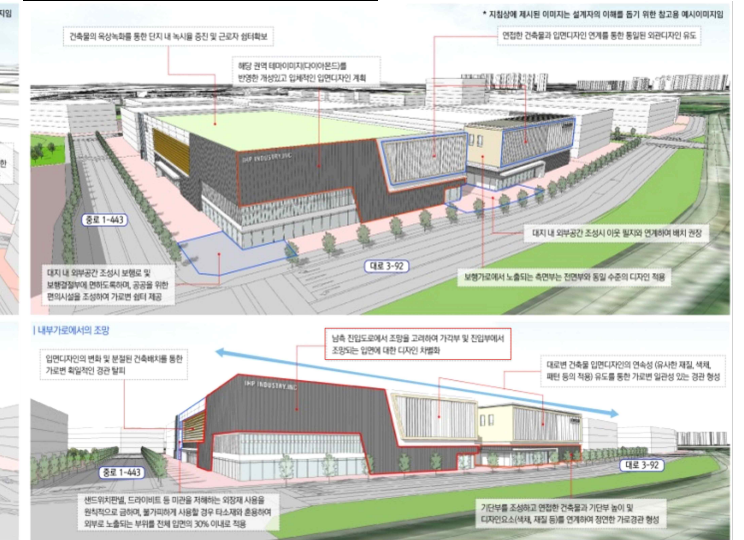 지임
* 지침상에 제시된 이미지는 설계자의 이해를 돕기 위한 참고용 예시이미지임
건축물의 옥상녹화를 통한 단지 내 녹시율 증진 및 근로자 쉼터확보
연접한 건축물과 입면디자인 연계를 통한 통일된 외관디자인 유도
해당 권역 테마이미지(다이아몬드)를
반영한 개성있고 입체적인 입면디자인 계획
IHP INDUSTRY.INC
한
중로 1-443
대지 내 외부공간 조성시 이웃 필지와 연계하여 배치 권장
대지 내 외부공간 조성시 보행로 및
보행결절부에 면하도록하며, 공공을 위한
편의시설을 조성하여 가로변 쉼터 제공
대로 3-92
보행가로에서 노출되는 측면부는 전면부와 동일 수준의 디자인 적용
| 내부가로에서의 조망
남측 진입도로에서 조망을 고려하여 가각부 및 진입부에서
조망되는 입면에 대한 디자인 차별화
입면디자인의 변화 및 분절된 건축배치를 통한
가로변 획일적인 경관 탈피
대로변 건축물 입면디자인의 연속성 (유사한 재질, 색채,
패턴 등의 적용) 유도를 통한 가로변 일관성 있는 경관 형성
IHP INDUSTRY.INC
중로 1-443
대로 3-92
샌드위치판넬, 드라이비트 등 미관을 저해하는 외장재 사용을
원칙적으로 금하며, 불가피하게 사용할 경우 타소재와 혼용하여
외부로 노출되는 부위를 전체 입면의 30% 이내로 적용
기단부를 조성하고 연접한 건축물과 기단부 높이 및
디자인요소(색채, 재질 등)를 연계하여 정연한 가로경관 형성